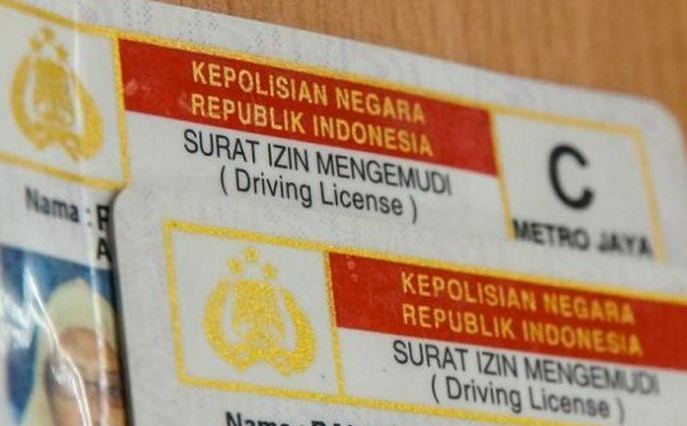 KEPOLISIAN NEGARA
REPUBLIK INDONESIA
SURAT IZIN MENGEMUDI
( Driving License )
C
METRO JAYA
Nama :
KEPOLISIAN NEGARA
REPUBLIK INDONESIA
SURAT IZIN MENGEMUDI
( Driving License )
Nama :